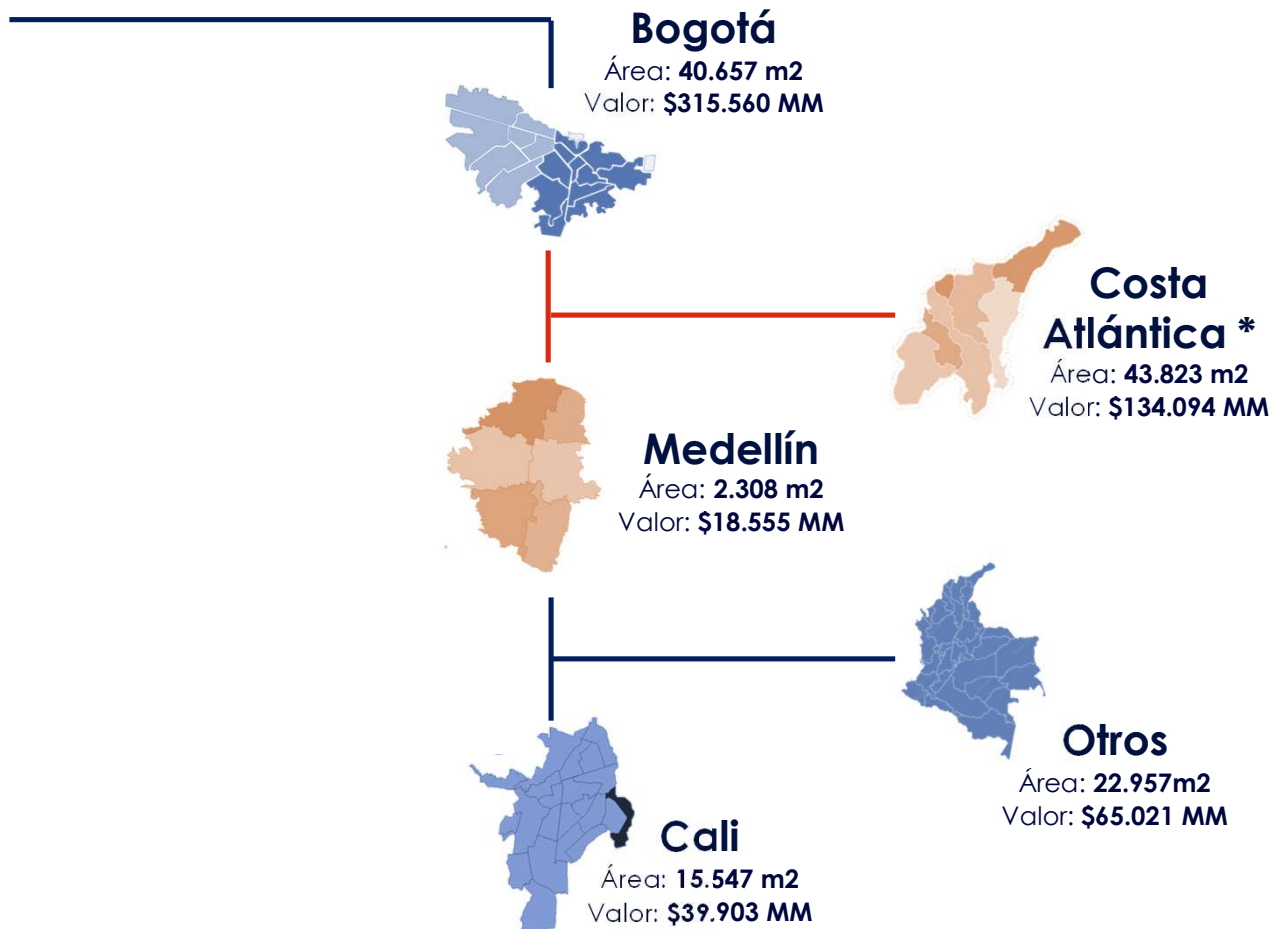 Bogotá
Área: 40.657 m2
Valor: $315.560 MM
Costa
Atlántica *
Área: 43.823 m2
Valor: $134.094 MM
Medellín
Área: 2.308 m2
Valor: $18.555 MM
Otros
Área: 22.957m2
Valor: $65.021 MM
Cali
Área: 15.547 m2
Valor: $39.903 MM